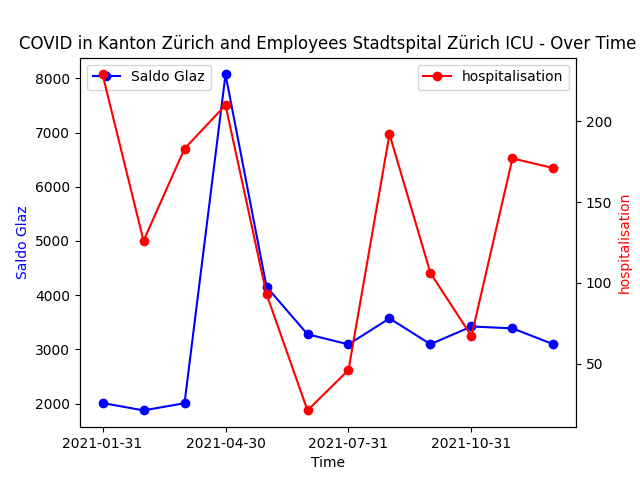 COVID in Kanton Zürich and Employees Stadtspital Zürich ICU - Over Time
Saldo Glaz
hospitalisation
8000
7000
6000
5000
4000
3000
2000
Saldo Glaz
200
150
100
50
hospitalisation
2021-01-31
2021-04-30
2021-07-31
2021-10-31
Time